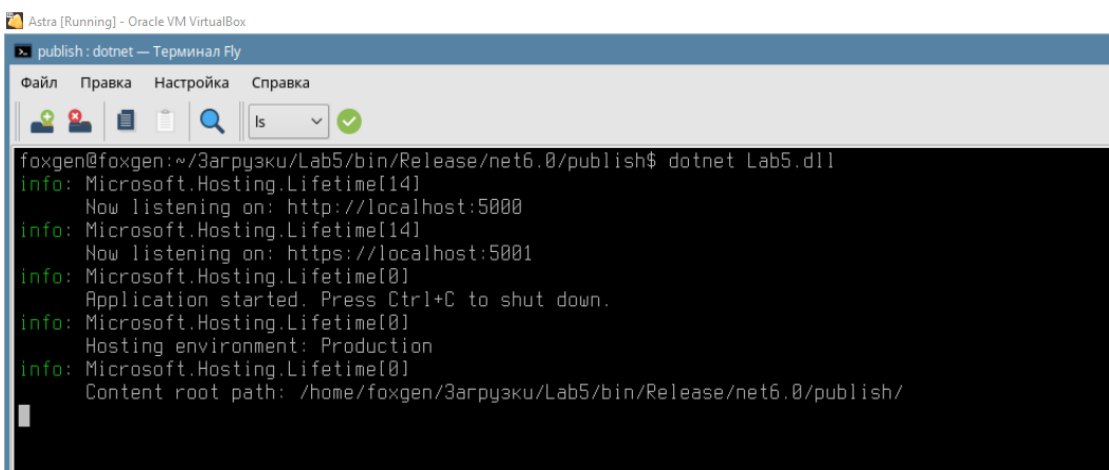 Astra [Running] - Oracle VM VirtualBox
publish : dotnet — Терминал Fly
Файл Правка Настройка Справка
ls
foxgen@foxgen:~/Загрузки/Lab5/bin/Release/net6.0/publish$ dotnet Lab5.dll
info: Microsoft.Hosting.Lifetime[14]
Now listening on: http://localhost:5000
info: Microsoft.Hosting.Lifetime[14]
Now listening on: https://localhost:5001
info: Microsoft.Hosting.Lifetime[0]
Application started. Press Ctrl+C to shut down.
info: Microsoft.Hosting.Lifetime[0]
Hosting environment: Production
info: Microsoft.Hosting.Lifetime[0]
Content root path: /home/foxgen/Загрузки/Lab5/bin/Release/net6.0/publish/